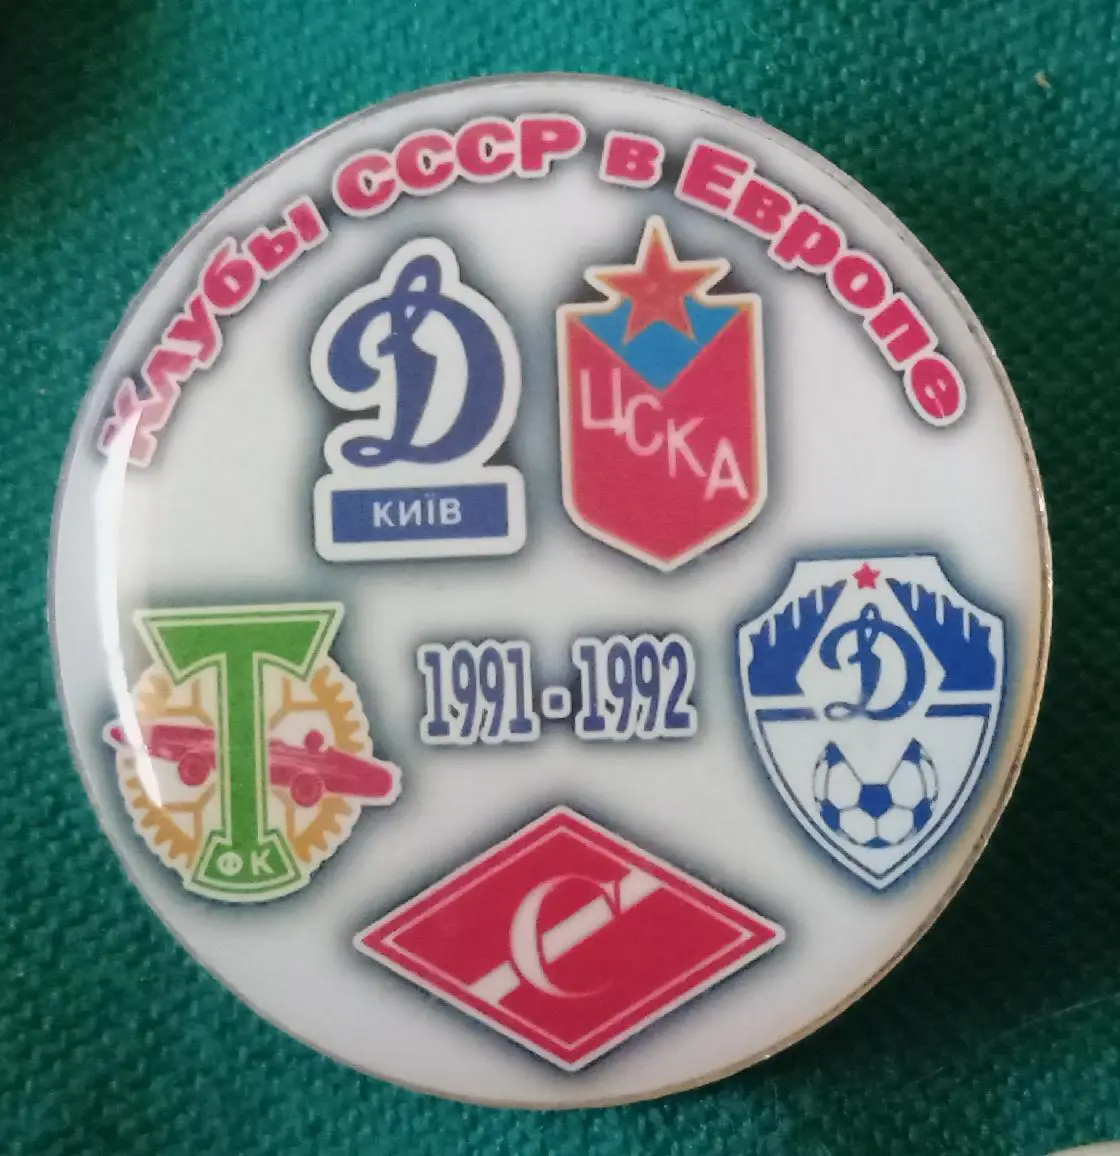 Клубы СССР в Европе
Д
КИЇВ
ЦСКА
Т
ФК
1991-1992
Д
С